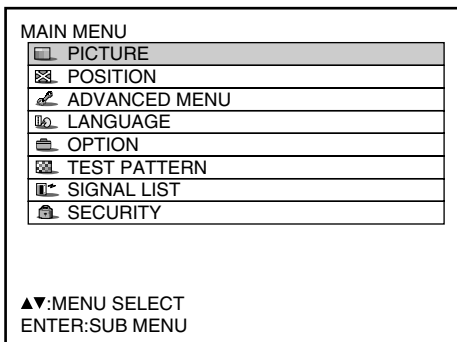 MAIN MENU
PICTURE
POSITION
ADVANCED MENU
LANGUAGE
OPTION
TEST PATTERN
SIGNAL LIST
SECURITY
▲▼:MENU SELECT
ENTER:SUB MENU